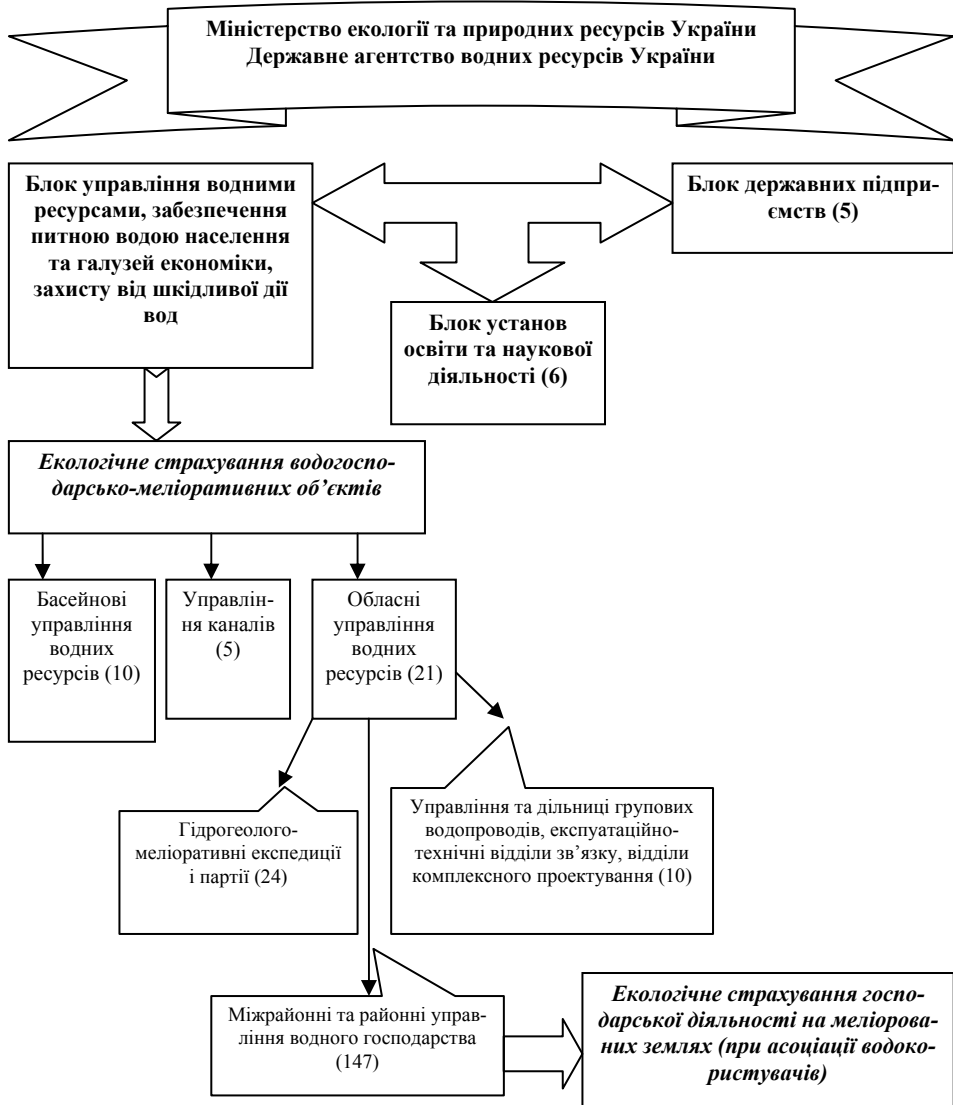 Міністерство екології та природних ресурсів України
Державне агентство водних ресурсів України
Блок управління водними
ресурсами, забезпечення
питною водою населення
та галузей економіки,
захисту від шкідливої дії
вод
Блок державних підпри-
ємств (5)
Блок установ
освіти та наукової
діяльності (6)
Екологічне страхування водогоспо-
дарсько-меліоративних об’єктів
Басейнові
управління
водних
ресурсів (10)
Управлін-
ня каналів
(5)
Обласні
управління
водних
ресурсів (21)
Гідрогеолого-
меліоративні експедиції
і партії (24)
Управління та дільниці групових
водопроводів, експуатаційно-
технічні відділи зв’язку, відділи
комплексного проектування (10)
Міжрайонні та районні управ-
ління водного господарства
(147)
Екологічне страхування госпо-
дарської діяльності на меліорова-
них землях (при асоціації водоко-
ристувачів)